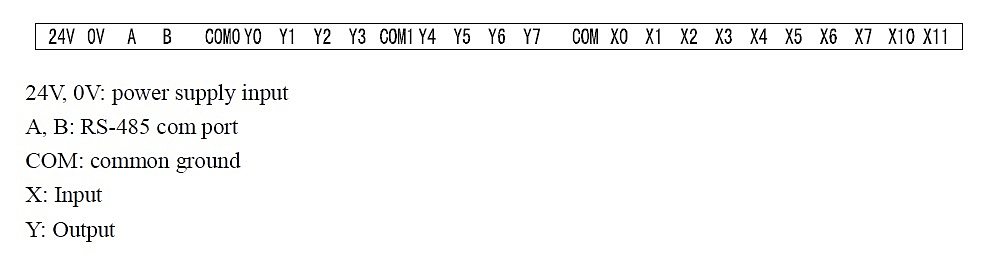 24V 0V A B COM0 Y0 Y1 Y2 Y3 COM1 Y4 Y5 Y6 Y7 COM X0 X1 X2 X3 X4 X5 X6 X7 X10 X11
24V, 0V: power supply input
A, B: RS-485 com port
COM: common ground
X: Input
Y: Output